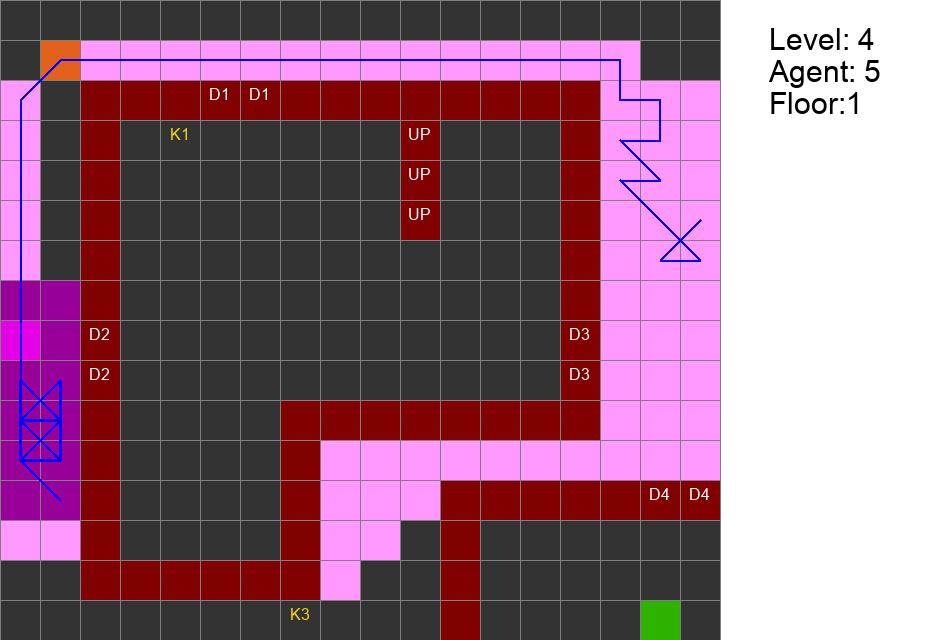 Level: 4
Agent: 5
Floor:1
D1 D1
K1 UP
UP
UP
D2 D3
D2 D3
D4 D4
K3